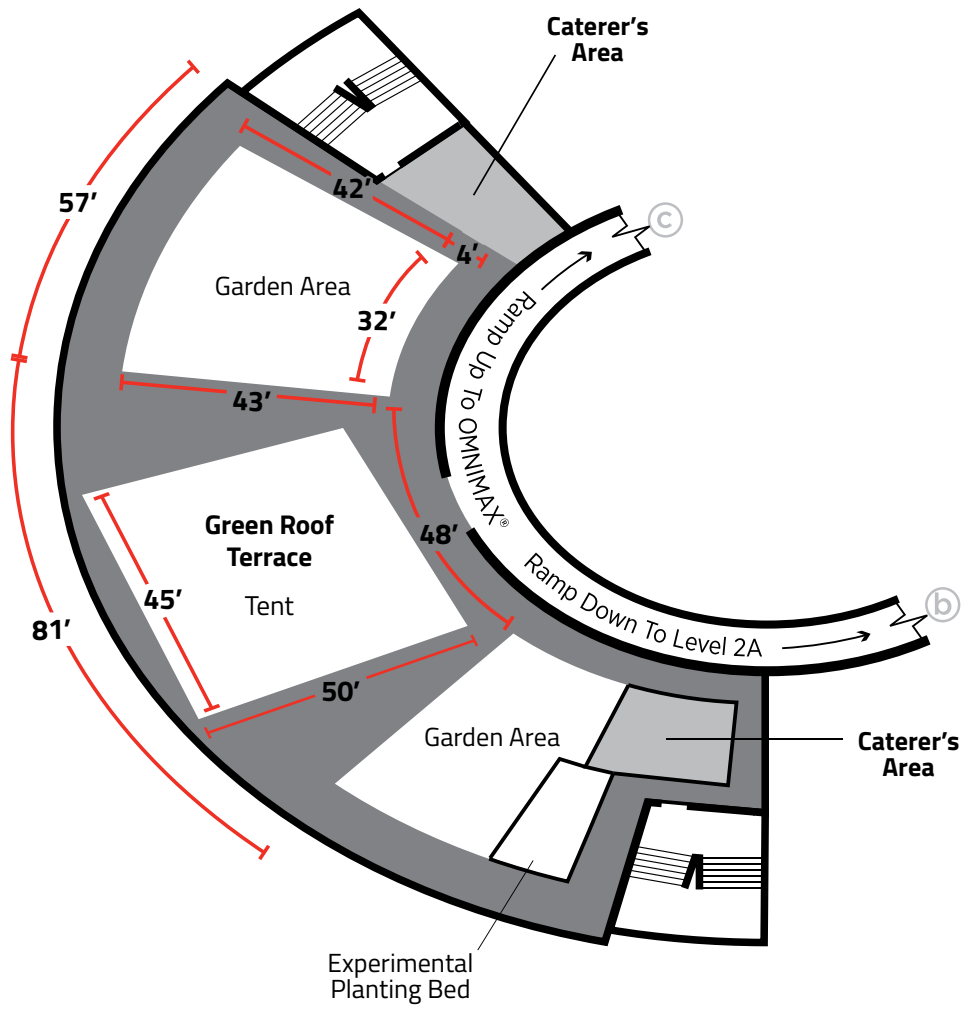 Caterer’s
Area
57’
42’
4’
Garden Area
32’
43’
Ramp Up To OMNIMAX®
c
Green Roof
Terrace
Tent
48’
45’
81’
50’
Ramp Down To Level 2A
b
Garden Area
Caterer’s
Area
Experimental
Planting Bed